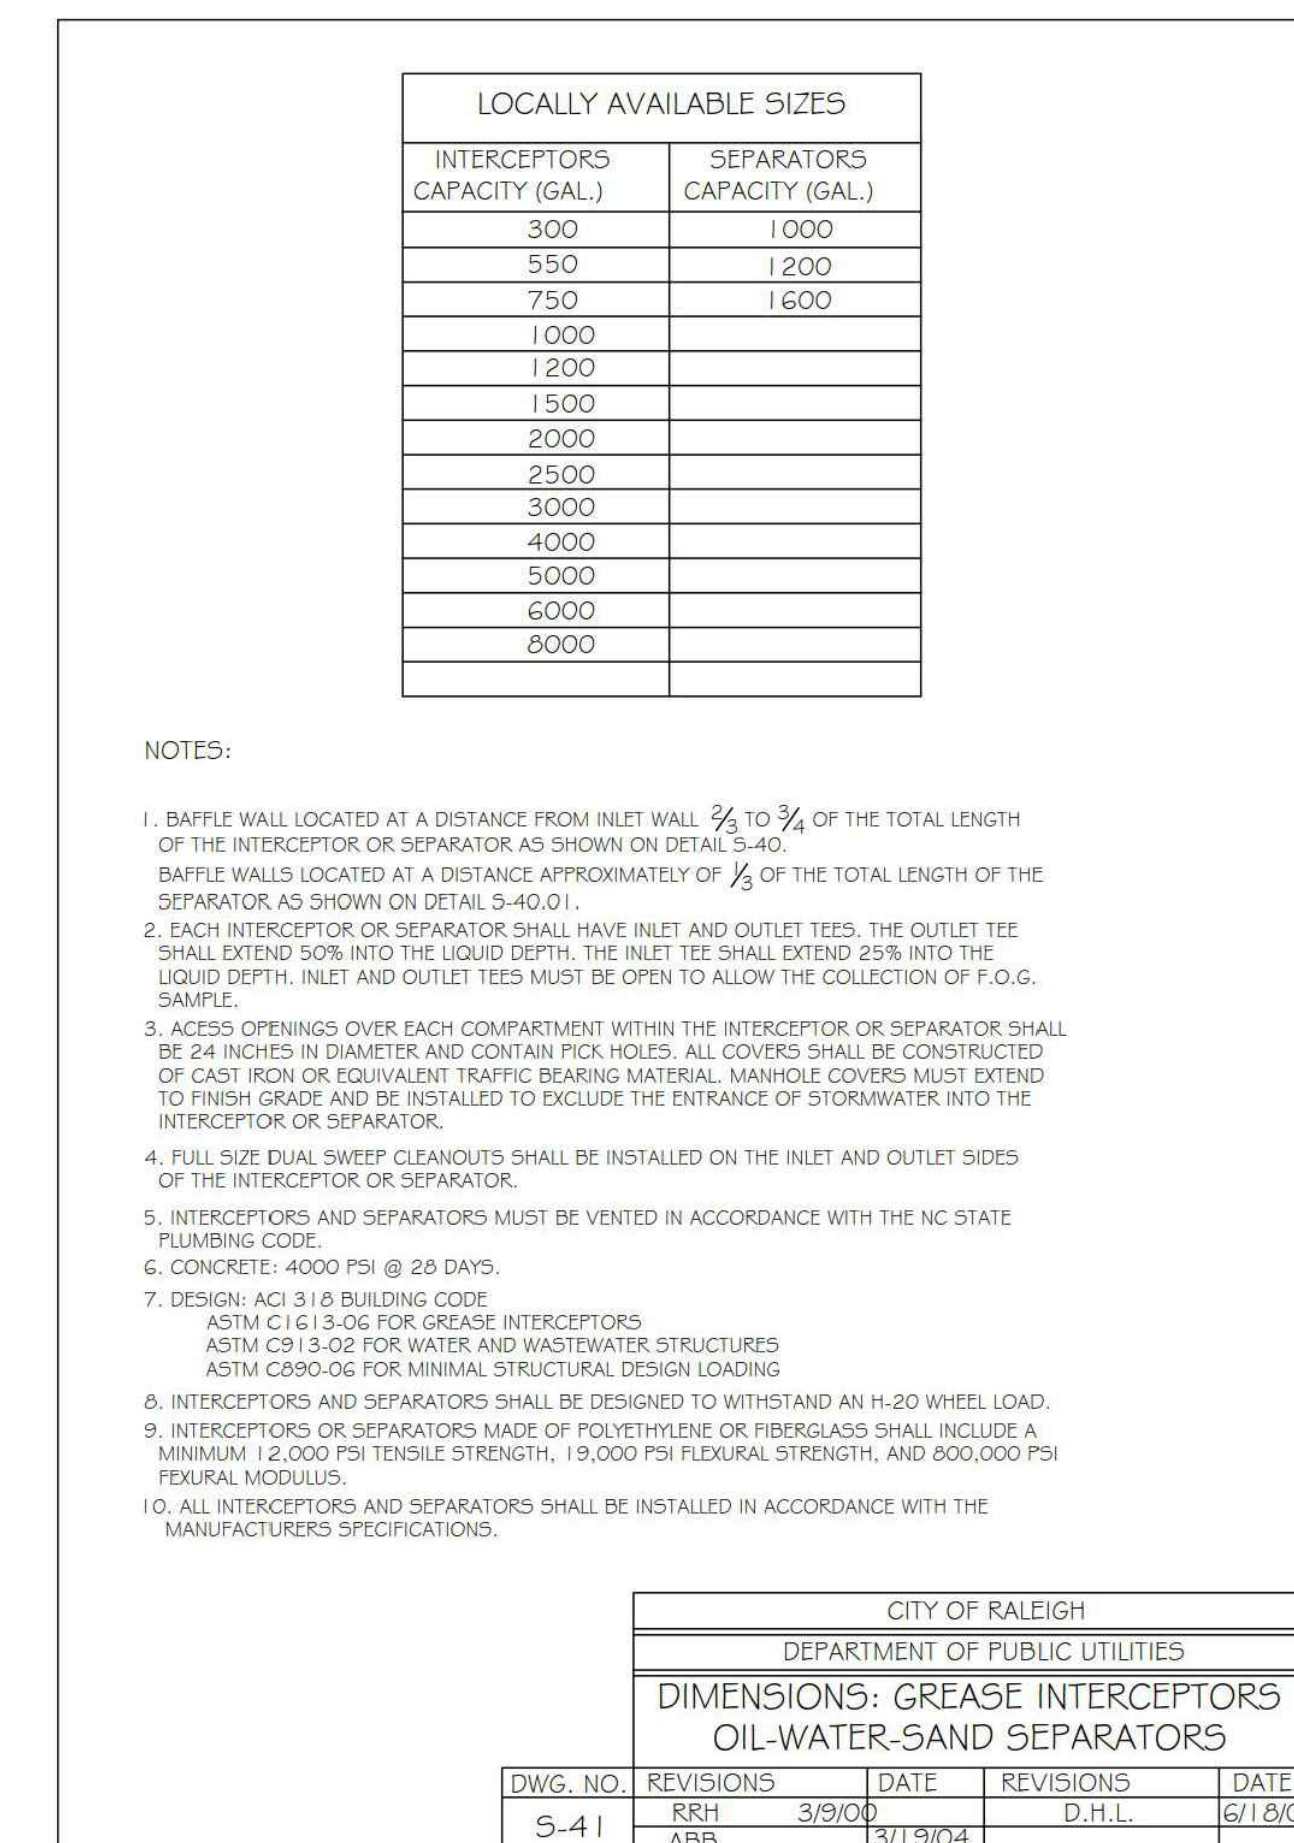 LOCALLY AVAILABLE SIZES
INTERCEPTORS SEPARATORS
CAPACITY (GAL.) CAPACITY (GAL.)
300 1000
550 1200
750 1600
1000
1200
1500
2000
2500
3000
4000
5000
6000
8000
NOTES:
1. BAFFLE WALL LOCATED AT A DISTANCE FROM INLET WALL 2/3 TO 3/4 OF THE TOTAL LENGTH
OF THE INTERCEPTOR OR SEPARATOR AS SHOWN ON DETAIL S-40.
BAFFLE WALLS LOCATED AT A DISTANCE APPROXIMATELY OF 1/3 OF THE TOTAL LENGTH OF THE
SEPARATOR AS SHOWN ON DETAIL S-40.01.
2. EACH INTERCEPTOR OR SEPARATOR SHALL HAVE INLET AND OUTLET TEES. THE OUTLET TEE
SHALL EXTEND 50% INTO THE LIQUID DEPTH. THE INLET TEE SHALL EXTEND 25% INTO THE
LIQUID DEPTH. INLET AND OUTLET TEES MUST BE OPEN TO ALLOW THE COLLECTION OF F.O.G.
SAMPLE.
3. ACESS OPENINGS OVER EACH COMPARTMENT WITHIN THE INTERCEPTOR OR SEPARATOR SHALL
BE 24 INCHES IN DIAMETER AND CONTAIN PICK HOLES. ALL COVERS SHALL BE CONSTRUCTED
OF CAST IRON OR EQUIVALENT TRAFFIC BEARING MATERIAL. MANHOLE COVERS MUST EXTEND
TO FINISH GRADE AND BE INSTALLED TO EXCLUDE THE ENTRANCE OF STORMWATER INTO THE
INTERCEPTOR OR SEPARATOR.
4. FULL SIZE DUAL SWEEP CLEANOUTS SHALL BE INSTALLED ON THE INLET AND OUTLET SIDES
OF THE INTERCEPTOR OR SEPARATOR.
5. INTERCEPTORS AND SEPARATORS MUST BE VENTED IN ACCORDANCE WITH THE NC STATE
PLUMBING CODE.
6. CONCRETE: 4000 PSI @ 28 DAYS.
7. DESIGN: ACI 318 BUILDING CODE
ASTM C1613-06 FOR GREASE INTERCEPTORS
ASTM C913-02 FOR WATER AND WASTEWATER STRUCTURES
ASTM C890-06 FOR MINIMAL STRUCTURAL DESIGN LOADING
8. INTERCEPTORS AND SEPARATORS SHALL BE DESIGNED TO WITHSTAND AN H-20 WHEEL LOAD.
9. INTERCEPTORS OR SEPARATORS MADE OF POLYETHYLENE OR FIBERGLASS SHALL INCLUDE A
MINIMUM 12,000 PSI TENSILE STRENGTH, 19,000 PSI FLEXURAL STRENGTH, AND 800,000 PSI
FEXURAL MODULUS.
10. ALL INTERCEPTORS AND SEPARATORS SHALL BE INSTALLED IN ACCORDANCE WITH THE
MANUFACTURERS SPECIFICATIONS.
CITY OF RALEIGH
DEPARTMENT OF PUBLIC UTILITIES
DIMENSIONS: GREASE INTERCEPTORS
OIL-WATER-SAND SEPARATORS
DWG. NO. REVISIONS DATE REVISIONS DATE
RRH 3/9/00 D.H.L.
S-41
ABB 3/19/04